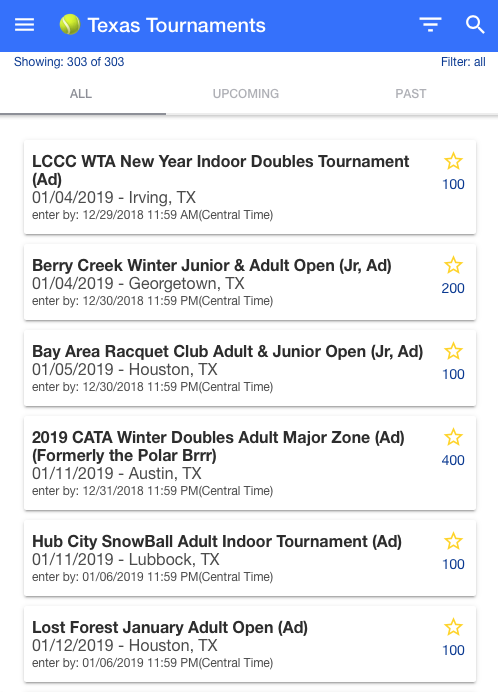 Texas Tournaments
Showing: 303 of 303
Filter: all
ALL
UPCOMING
PAST
LCCC WTA New Year Indoor Doubles Tournament
(Ad)
01/04/2019 - Irving, TX
enter by: 12/29/2018 11:59 AM(Central Time)
100
Berry Creek Winter Junior & Adult Open (Jr, Ad)
01/04/2019 - Georgetown, TX
enter by: 12/30/2018 11:59 PM(Central Time)
200
Bay Area Racquet Club Adult & Junior Open (Jr, Ad)
01/05/2019 - Houston, TX
enter by: 12/30/2018 11:59 PM(Central Time)
100
2019 CATA Winter Doubles Adult Major Zone (Ad)
(Formerly the Polar Brrr)
01/11/2019 - Austin, TX
enter by: 12/31/2018 11:59 PM(Central Time)
400
Hub City SnowBall Adult Indoor Tournament (Ad)
01/11/2019 - Lubbock, TX
enter by: 01/06/2019 11:59 PM(Central Time)
100
Lost Forest January Adult Open (Ad)
01/12/2019 - Houston, TX
enter by: 01/06/2019 11:59 PM(Central Time)
100